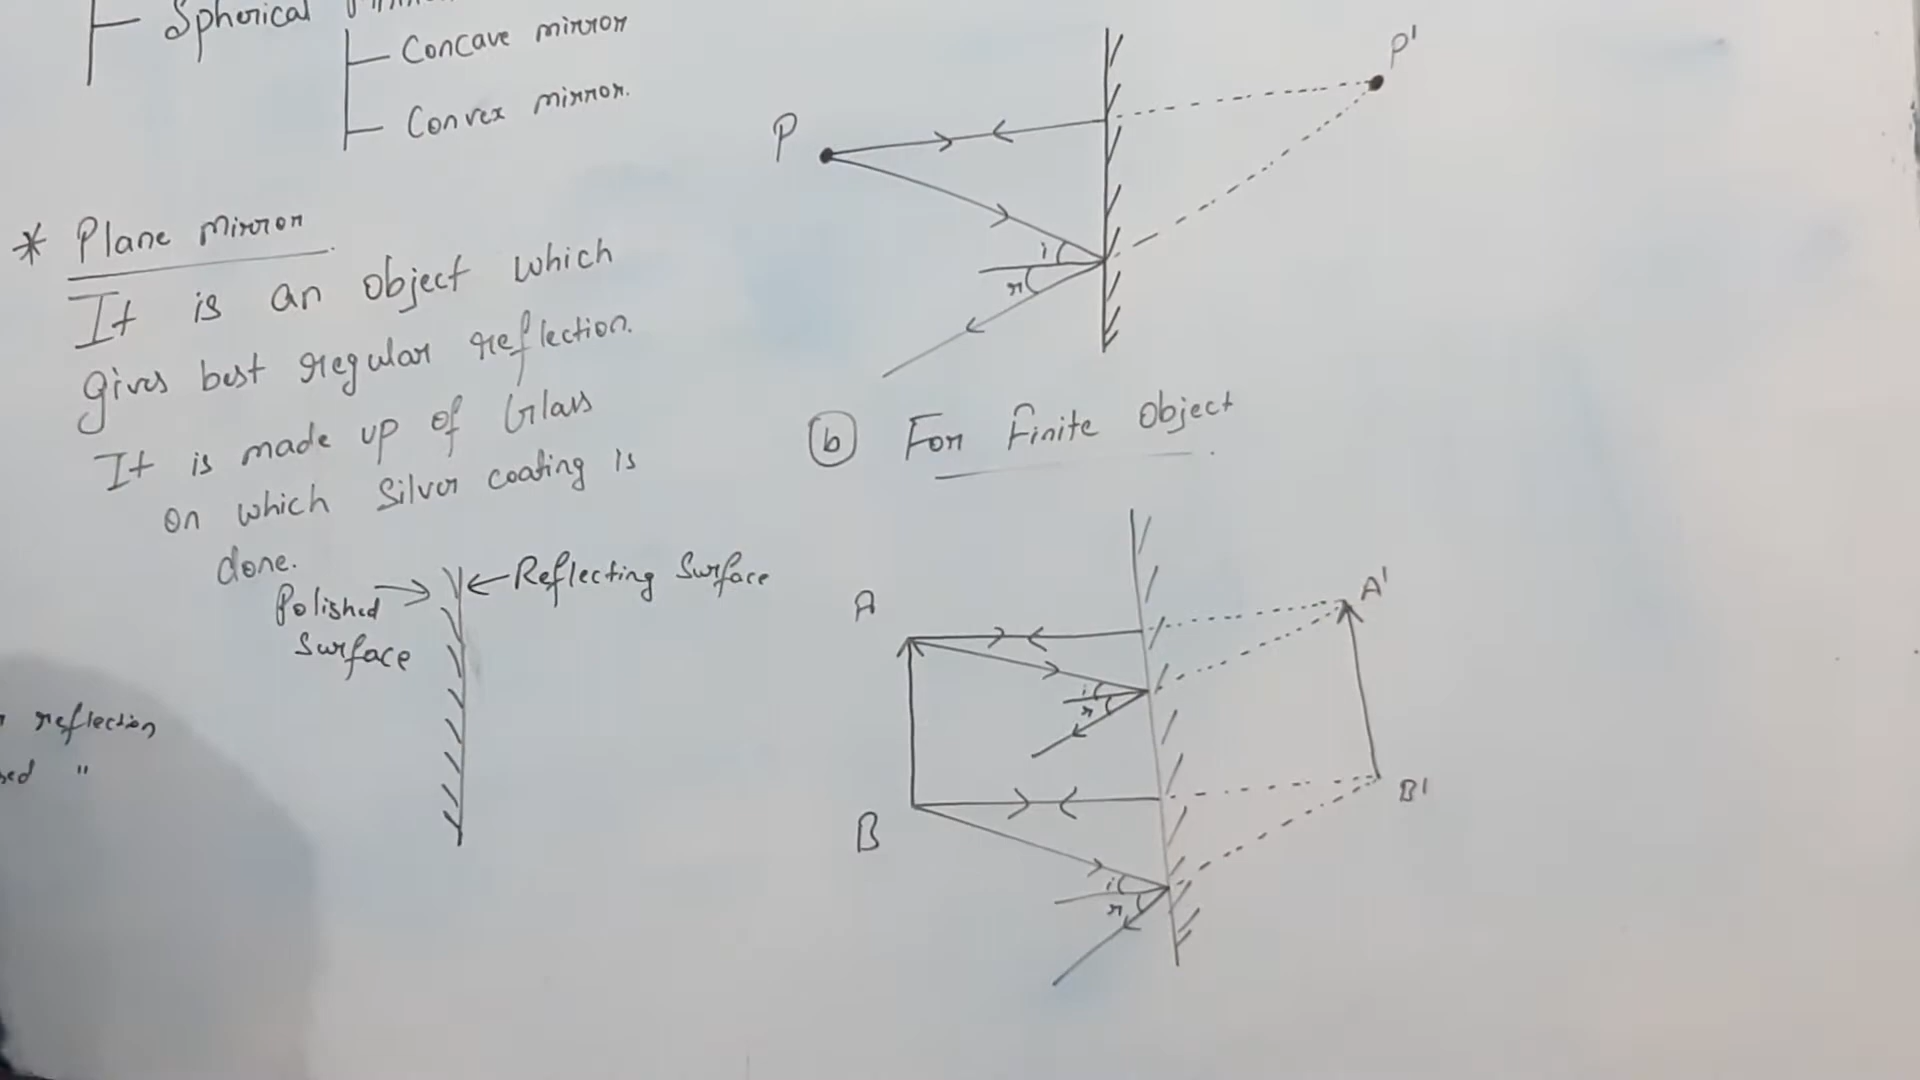 Spherical
Concave mirror
Convex mirror.
* Plane mirror
It is an object which
gives best regular reflection.
It is made up of Glass
on which Silver coating is
done.
Polished
Surface
Reflecting Surface
reflection
"
P
P'
i
r
(b) For Finite Object
A
A'
i
r
B
B'
i
r